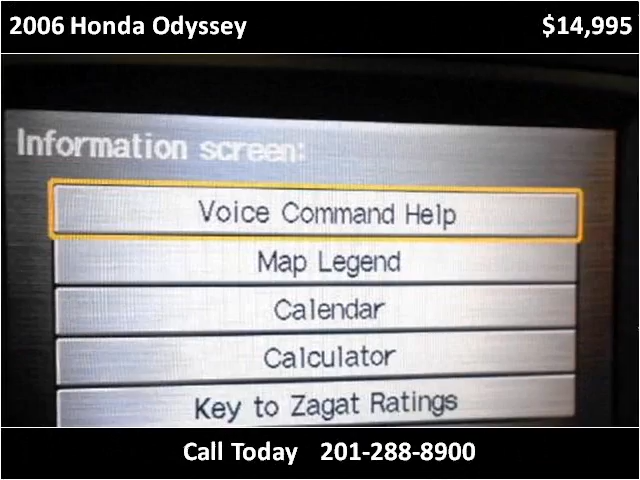 2006 Honda Odyssey $14,995
Information screen:
Voice Command Help
Map Legend
Calendar
Calculator
Key to Zagat Ratings
Call Today 201-288-8900